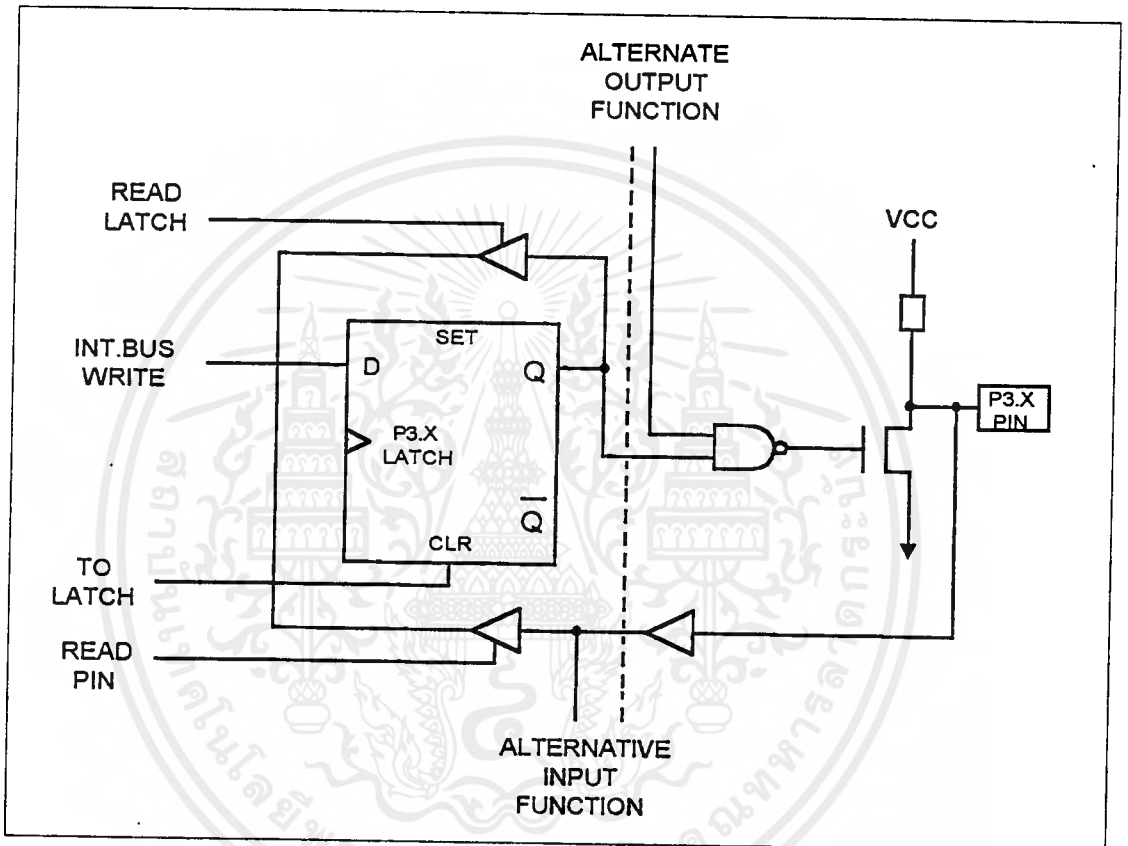 ALTERNATE
OUTPUT
FUNCTION
READ
LATCH
VCC
INT.BUS
WRITE
D
SET
Q
P3.X
LATCH
Q
CLR
P3.X
PIN
TO
LATCH
READ
PIN
ALTERNATIVE
INPUT
FUNCTION